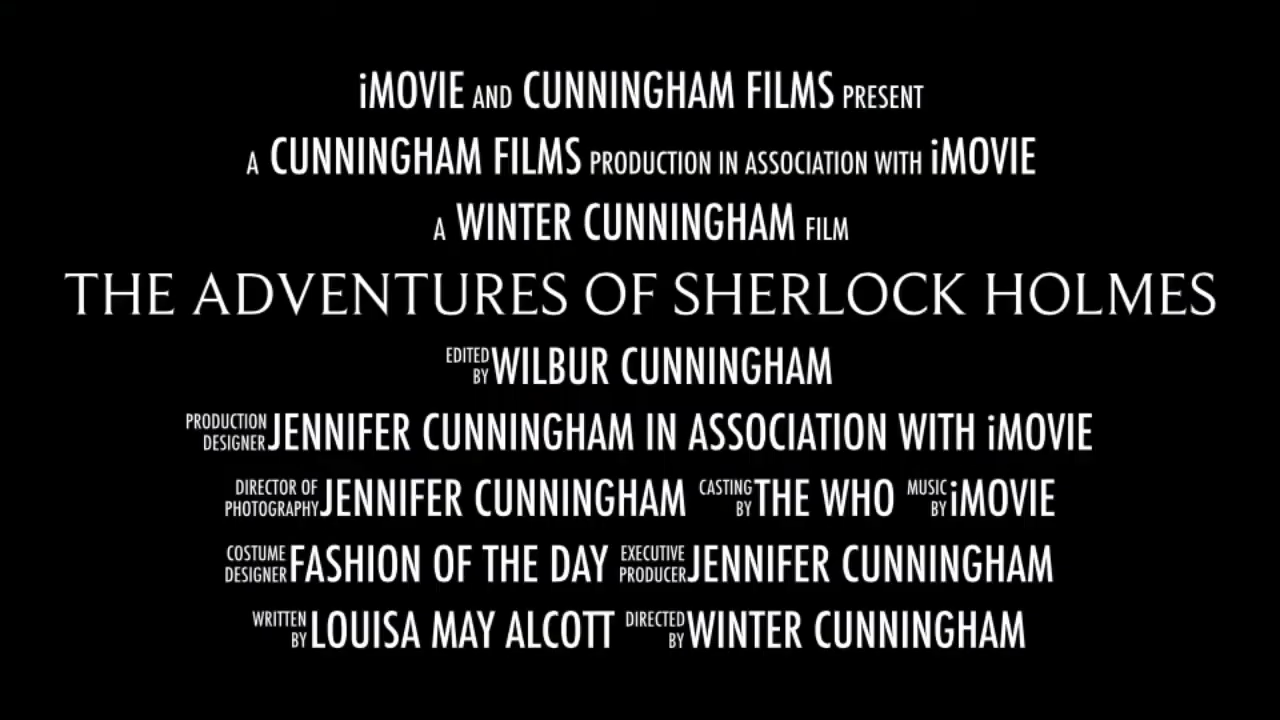 iMOVIE AND CUNNINGHAM FILMS PRESENT
A CUNNINGHAM FILMS PRODUCTION IN ASSOCIATION WITH iMOVIE
A WINTER CUNNINGHAM FILM
THE ADVENTURES OF SHERLOCK HOLMES
EDITED BY WILBUR CUNNINGHAM
PRODUCTION DESIGNER JENNIFER CUNNINGHAM IN ASSOCIATION WITH iMOVIE
DIRECTOR OF PHOTOGRAPHY JENNIFER CUNNINGHAM CASTING BY THE WHO MUSIC BY iMOVIE
COSTUME DESIGNER FASHION OF THE DAY EXECUTIVE PRODUCER JENNIFER CUNNINGHAM
WRITTEN BY LOUISA MAY ALCOTT DIRECTED BY WINTER CUNNINGHAM